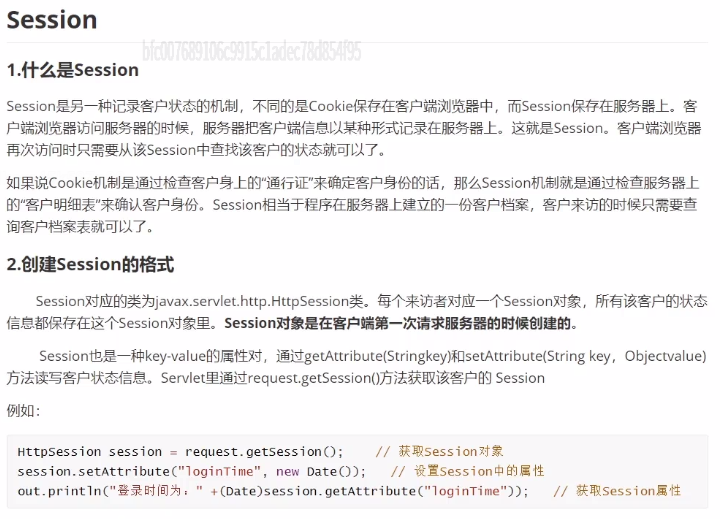 Session
bfc007689106c9915c1adec78d854f95
1.什么是Session
Session是另一种记录客户状态的机制，不同的是Cookie保存在客户端浏览器中，而Session保存在服务器上。客
户端浏览器访问服务器的时候，服务器把客户端信息以某种形式记录在服务器上。这就是Session。客户端浏览器
再次访问时只需要从该Session中查找该客户的状态就可以了。
如果说Cookie机制是通过检查客户身上的“通行证”来确定客户身份的话，那么Session机制就是通过检查服务器上
的“客户明细表”来确认客户身份。Session相当于程序在服务器上建立的一份客户档案，客户来访的时候只需要查
询客户档案表就可以了。
2.创建Session的格式
Session对应的类为javax.servlet.http.HttpSession类。每个来访者对应一个Session对象，所有该客户的状态
信息都保存在这个Session对象里。Session对象是在客户端第一次请求服务器的时候创建的。
Session也是一种key-value的属性对，通过getAttribute(Stringkey)和setAttribute(String key，Objectvalue)
方法读写客户状态信息。Servlet里通过request.getSession()方法获取该客户的 Session
例如：
HttpSession session = request.getSession();    // 获取Session对象
session.setAttribute("loginTime", new Date());   // 设置Session中的属性
out.println("登录时间为：" +(Date)session.getAttribute("loginTime"));   // 获取Session属性